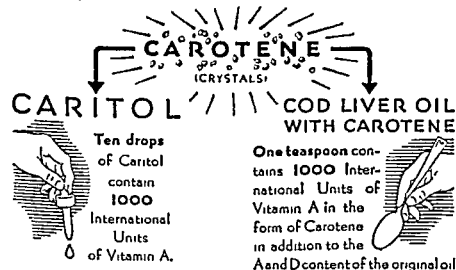 CAROTENE
(CRYSTALS)
CARITOL
Ten drops
of Caritol
contain
1000
International
Units
of Vitamin A.
COD LIVER OIL
WITH CAROTENE
One teaspoon con-
tains 1000 Inter-
national Units of
Vitamin A in the
form of Carotene
in addition to the
A and D content of the original oil